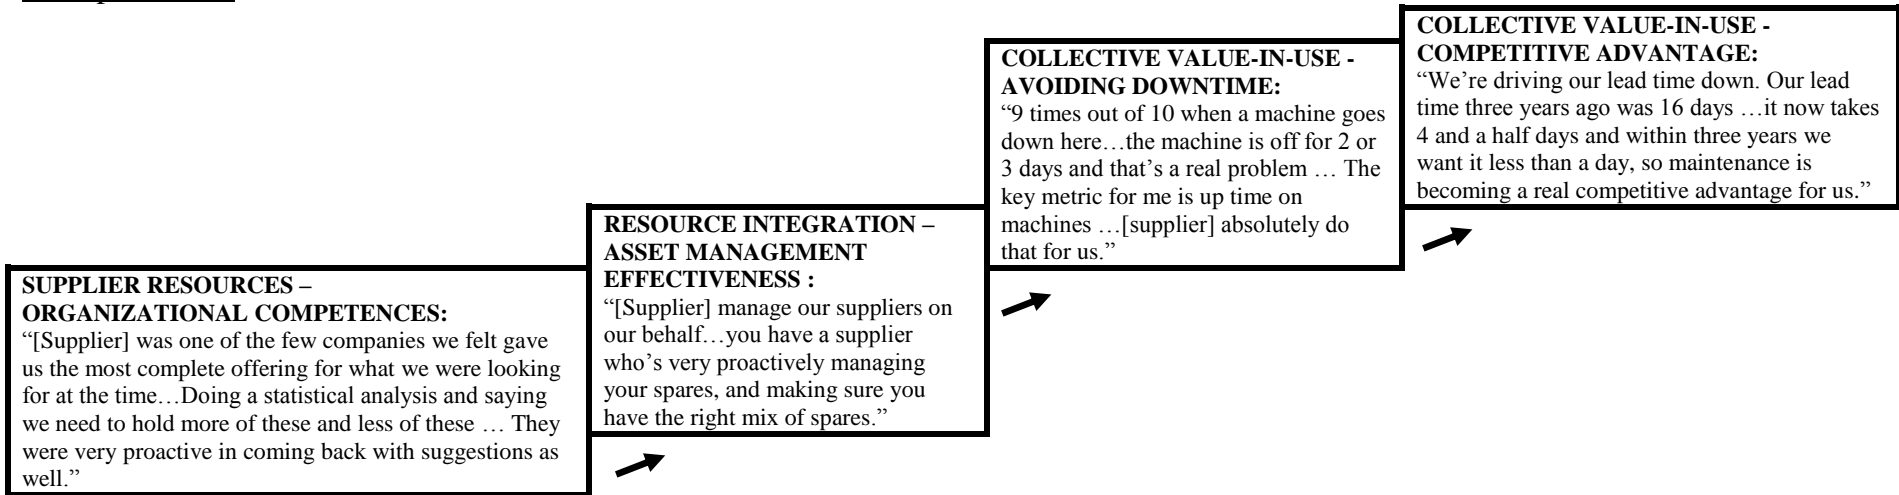 SUPPLIER RESOURCES –
ORGANIZATIONAL COMPETENCES:
“[Supplier] was one of the few companies we felt gave
us the most complete offering for what we were looking
for at the time…Doing a statistical analysis and saying
we need to hold more of these and less of these … They
were very proactive in coming back with suggestions as
well.”
RESOURCE INTEGRATION –
ASSET MANAGEMENT
EFFECTIVENESS :
“[Supplier] manage our suppliers on
our behalf…you have a supplier
who’s very proactively managing
your spares, and making sure you
have the right mix of spares.”
COLLECTIVE VALUE-IN-USE -
AVOIDING DOWNTIME:
“9 times out of 10 when a machine goes
down here…the machine is off for 2 or
3 days and that’s a real problem … The
key metric for me is up time on
machines …[supplier] absolutely do
that for us.”
COLLECTIVE VALUE-IN-USE -
COMPETITIVE ADVANTAGE:
“We’re driving our lead time down. Our lead
time three years ago was 16 days …it now takes
4 and a half days and within three years we
want it less than a day, so maintenance is
becoming a real competitive advantage for us.”